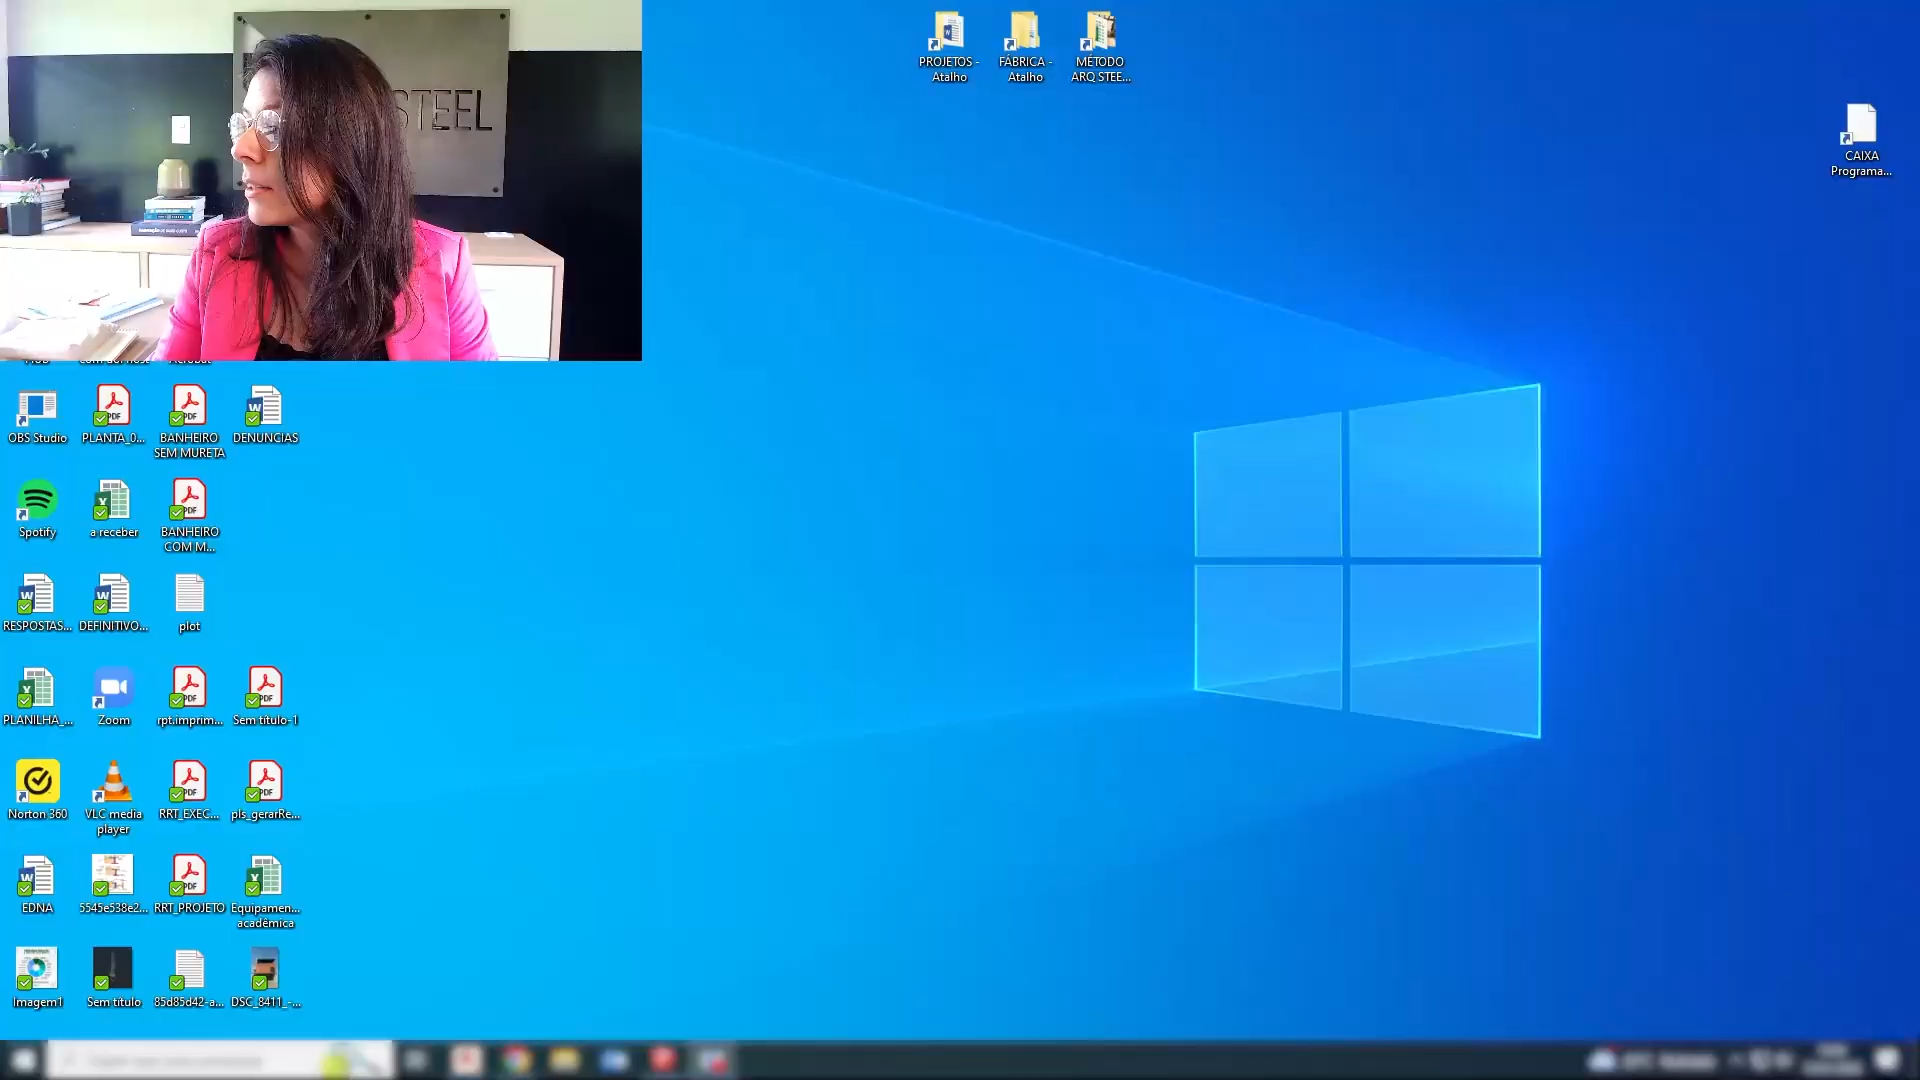 STEEL
PROJETOS -
Atalho
FÁBRICA -
Atalho
MÉTODO
ARQ STEE...
CAIXA
Programa...
OBS Studio
PLANTA_0...
BANHEIRO
SEM MURETA
DENUNCIAS
Spotify
a receber
BANHEIRO
COM M...
RESPOSTAS...
DEFINITIVO...
plot
PLANILHA_...
Zoom
rpt.imprim...
Sem título-1
Norton 360
VLC media
player
RRT_EXEC...
pls_gerarRe...
EDNA
5545e538e2...
RRT_PROJETO
Equipamen...
acadêmica
Imagem1
Sem título
85d85d42-a...
DSC_8411_-...